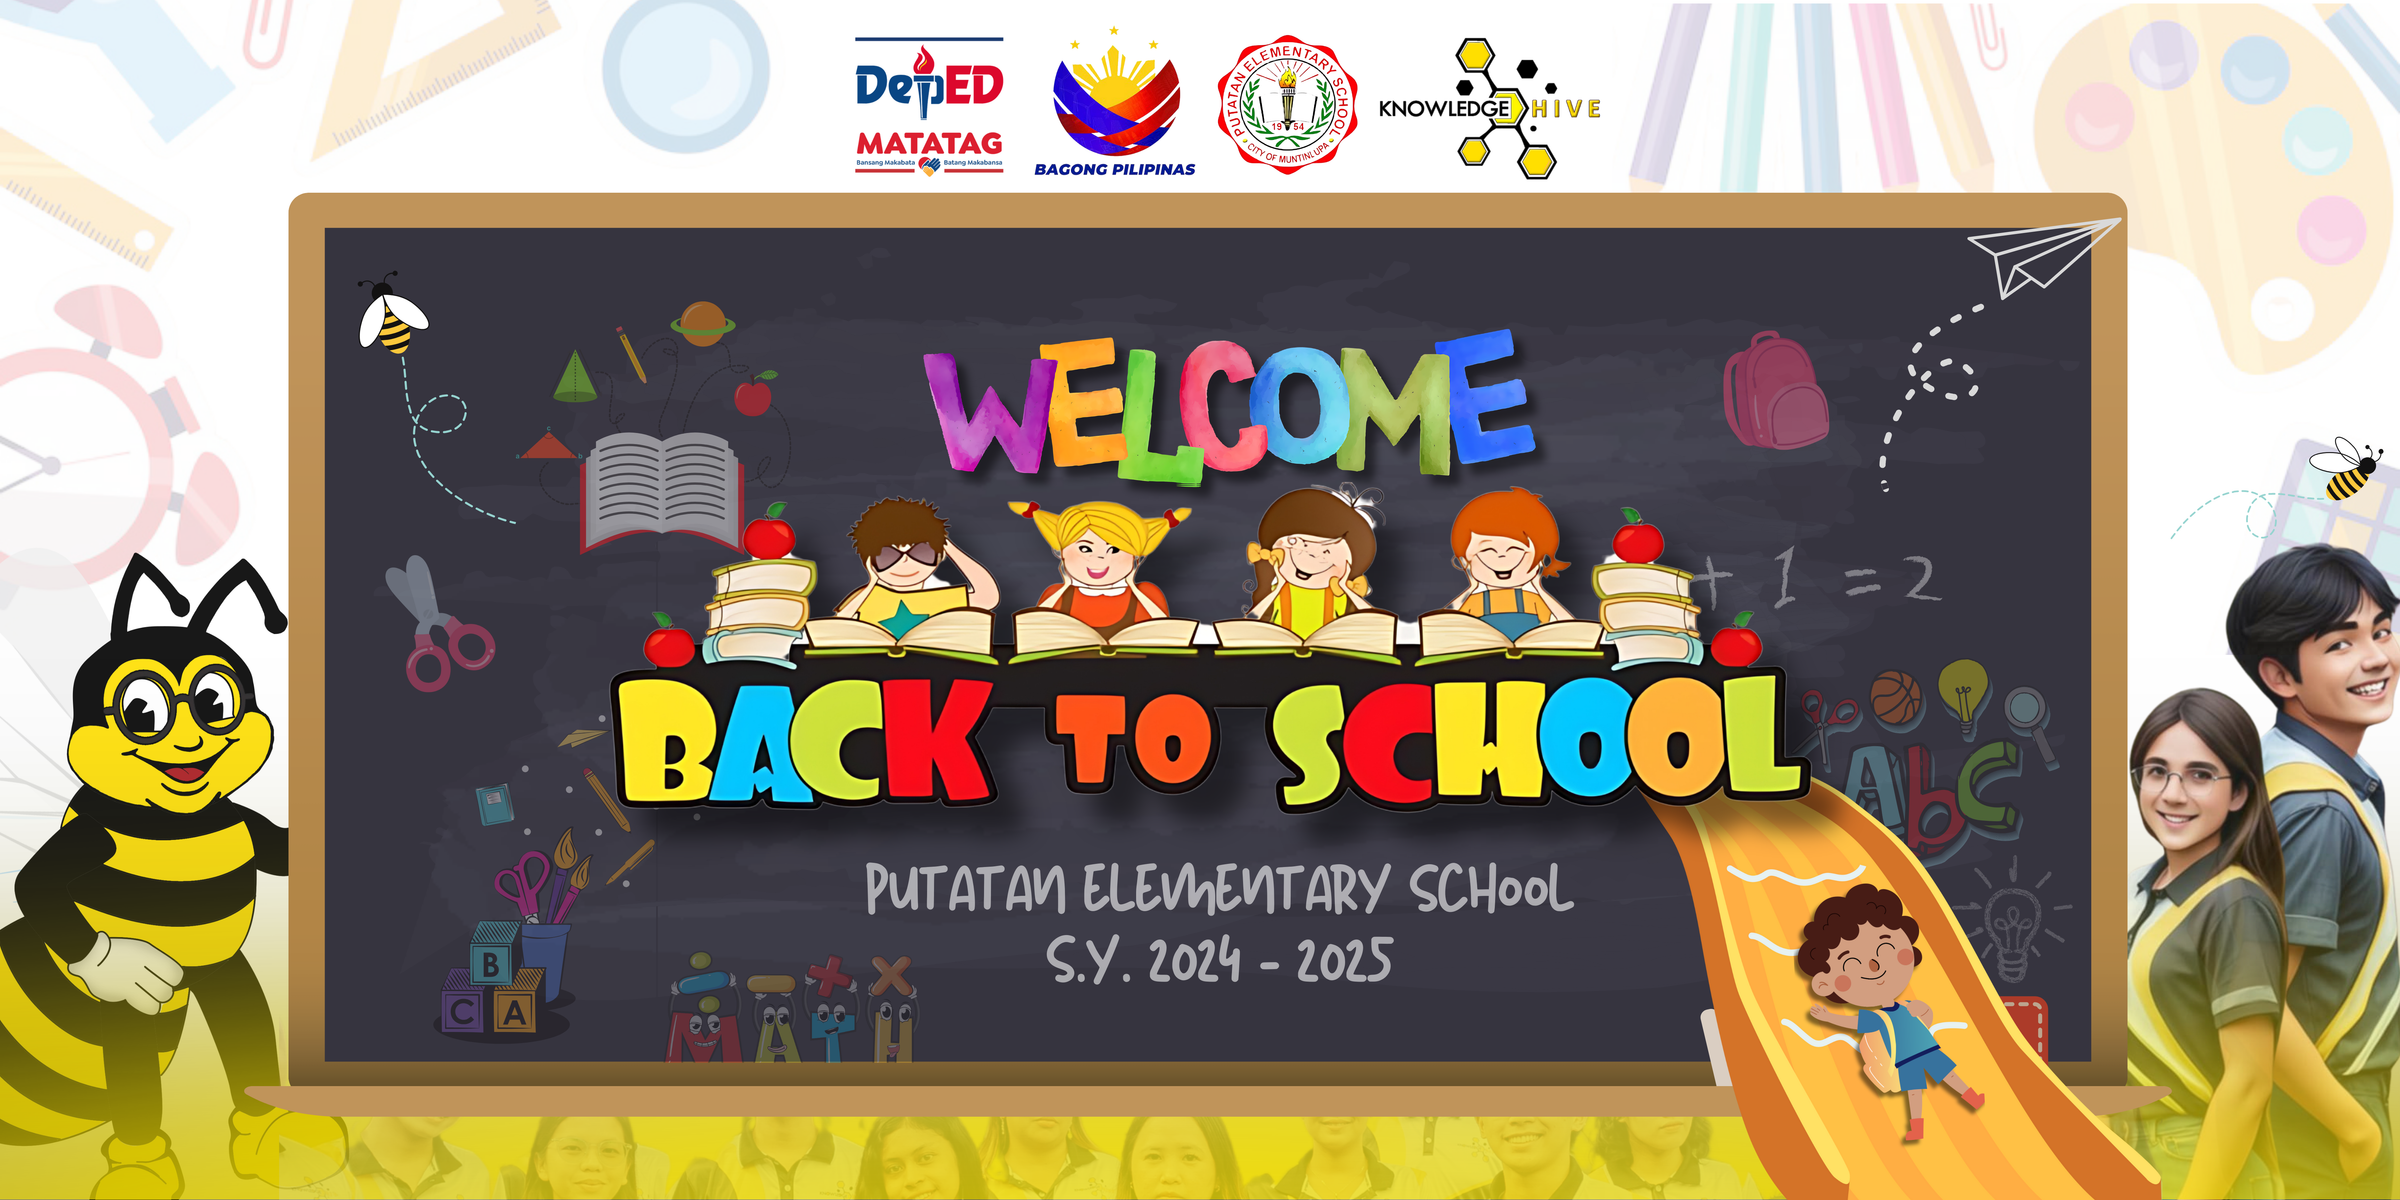 DepED
MATATAG
Bansang Makabata Batang Makabansa
BAGONG PILIPINAS
PUTATAN ELEMENTARY SCHOOL
1954
CITY OF MUNTINLUPA
KNOWLEDGE HIVE
WELCOME
BACK TO SCHOOL
+ 1 = 2
Abc
PUTATAN ELEMENTARY SCHOOL
S.Y. 2024 - 2025
B
C A
MATH
a b c